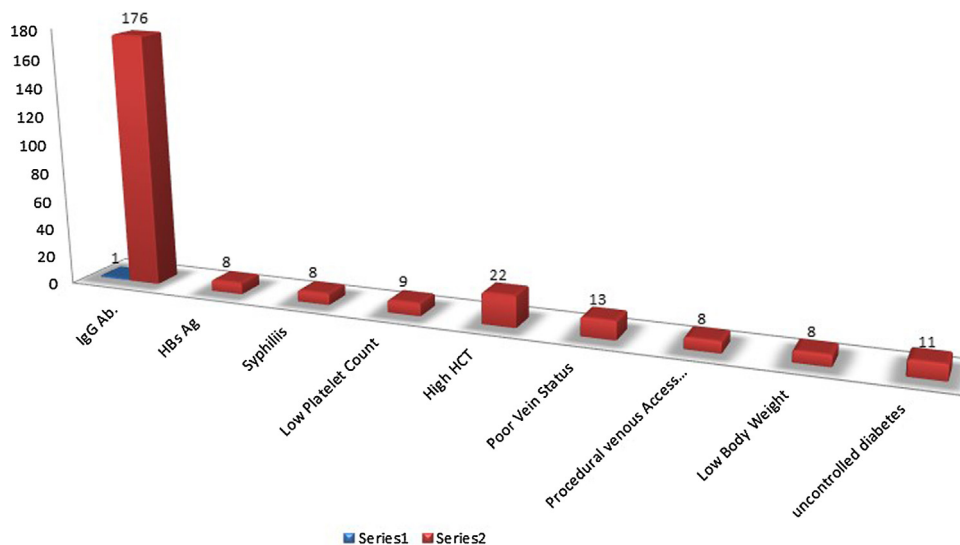 180
160
140
120
100
80
60
40
20
0
176
1
8
8
9
22
13
8
8
11
IgG Ab.
HBs Ag
Syphillis
Low Platelet Count
High HCT
Poor Vein Status
Procedural venous Access...
Low Body Weight
uncontrolled diabetes
Series1 Series2